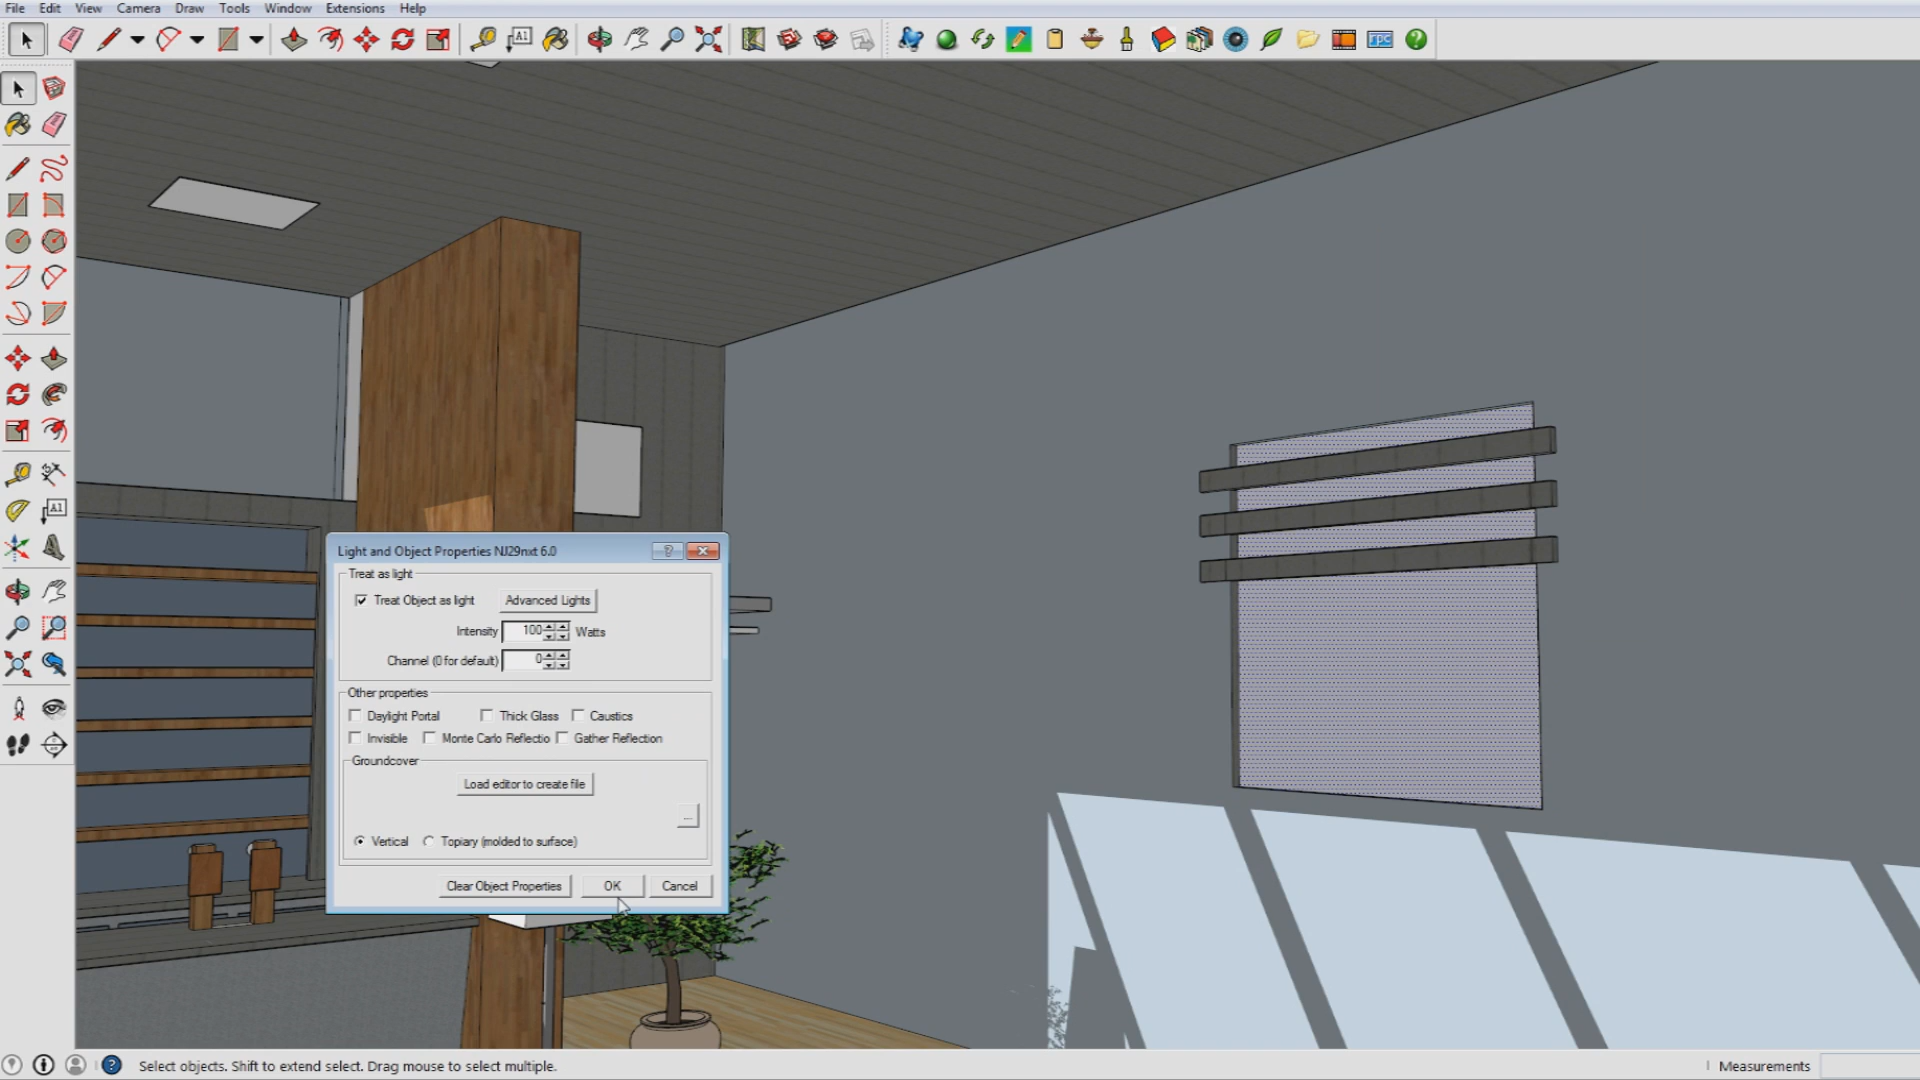 File Edit View Camera Draw Tools Window Extensions Help
A1
rpc
A1
Light and Object Properties NJ29nxt 6.0
Treat as light
Treat Object as light Advanced Lights
Intensity 100 Watts
Channel (0 for default) 0
Other properties
Daylight Portal Thick Glass Caustics
Invisible Monte Carlo Reflectio Gather Reflection
Groundcover
Load editor to create file
...
Vertical Topiary (molded to surface)
Clear Object Properties OK Cancel
Select objects. Shift to extend select. Drag mouse to select multiple. Measurements